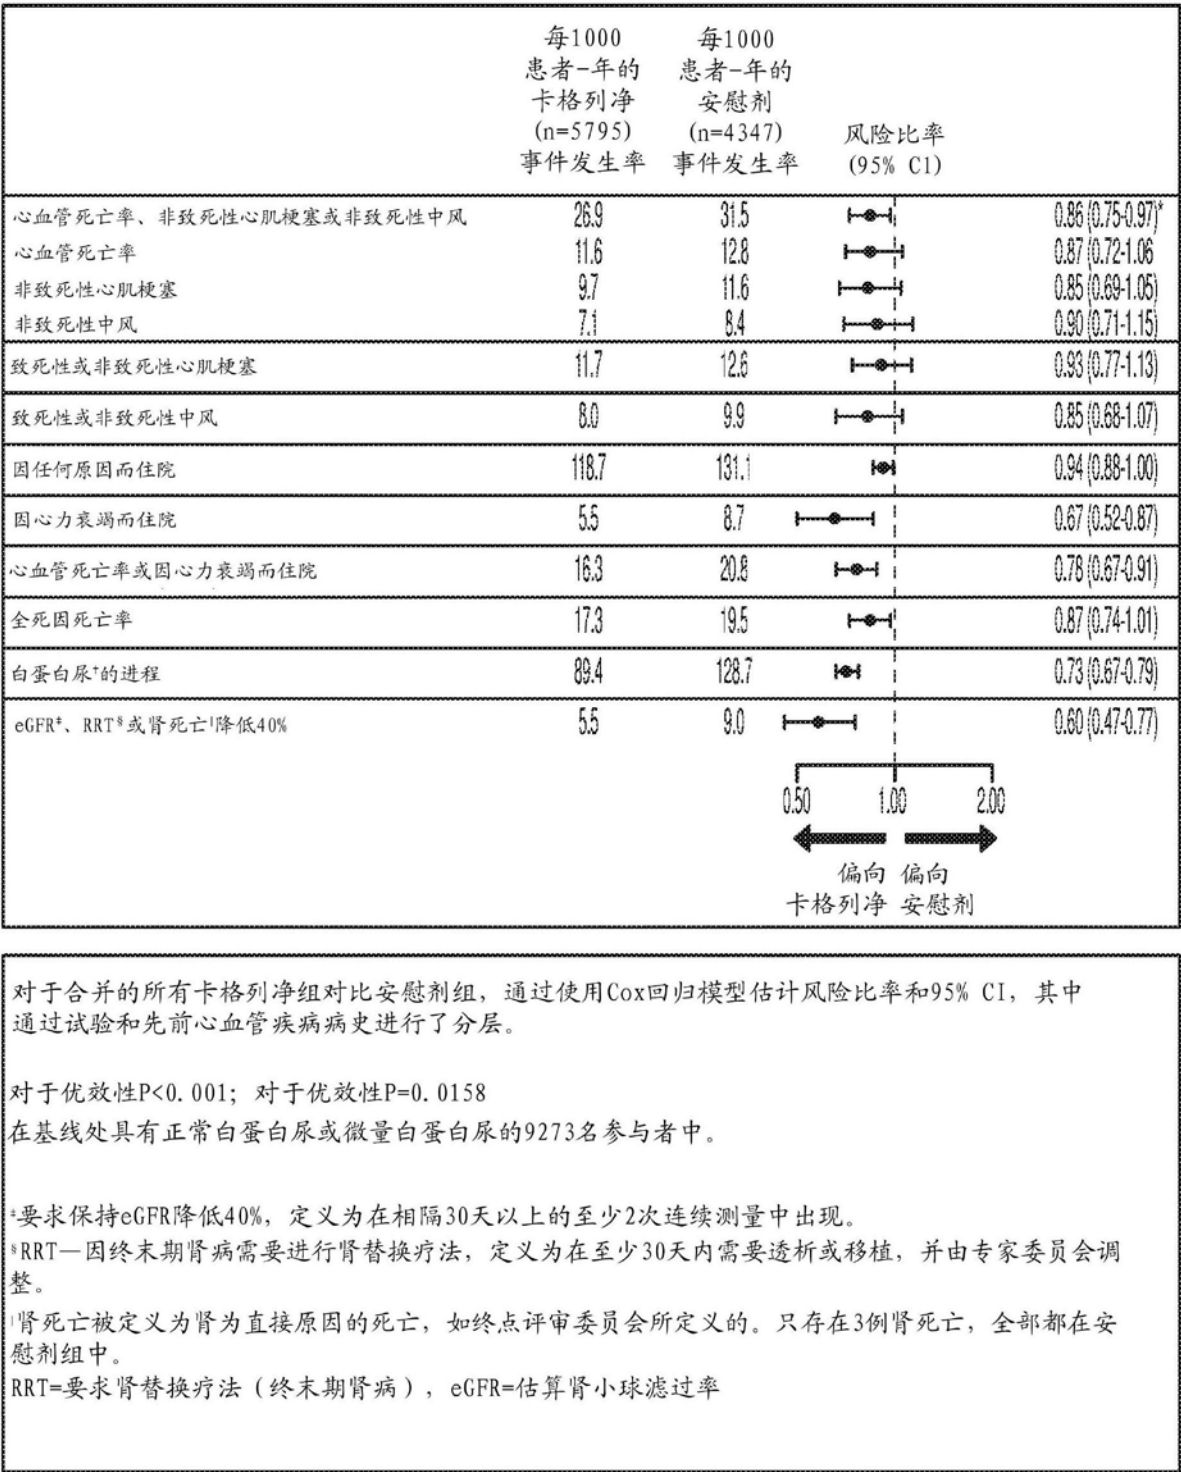 每1000 每1000
患者-年的 患者-年的
卡格列净 安慰剂
(n=5795) (n=4347) 风险比率
事件发生率 事件发生率 (95% C1)
心血管死亡率、非致死性心肌梗塞或非致死性中风 26.9 31.5 0.86 (0.75-0.97)*
心血管死亡率 11.6 12.8 0.87 (0.72-1.06
非致死性心肌梗塞 9.7 11.6 0.85 (0.69-1.05)
非致死性中风 7.1 8.4 0.90 (0.71-1.15)
致死性或非致死性心肌梗塞 11.7 12.6 0.93 (0.77-1.13)
致死性或非致死性中风 8.0 9.9 0.85 (0.68-1.07)
因任何原因而住院 118.7 131.1 0.94 (0.88-1.00)
因心力衰竭而住院 5.5 8.7 0.67 (0.52-0.87)
心血管死亡率或因心力衰竭而住院 16.3 20.8 0.78 (0.67-0.91)
全死因死亡率 17.3 19.5 0.87 (0.74-1.01)
白蛋白尿†的进程 89.4 128.7 0.73 (0.67-0.79)
eGFR‡、RRT§或肾死亡|降低40% 5.5 9.0 0.60 (0.47-0.77)
0.50 1.00 2.00
偏向 偏向
卡格列净 安慰剂
对于合并的所有卡格列净组对比安慰剂组，通过使用Cox回归模型估计风险比率和95% CI，其中
通过试验和先前心血管疾病病史进行了分层。
对于优效性P<0.001；对于优效性P=0.0158
在基线处具有正常白蛋白尿或微量白蛋白尿的9273名参与者中。
‡要求保持eGFR降低40%，定义为在相隔30天以上的至少2次连续测量中出现。
§RRT—因终末期肾病需要进行肾替换疗法，定义为在至少30天内需要透析或移植，并由专家委员会调
整。
|肾死亡被定义为肾为直接原因的死亡，如终点评审委员会所定义的。只存在3例肾死亡，全部都在安
慰剂组中。
RRT=要求肾替换疗法（终末期肾病），eGFR=估算肾小球滤过率